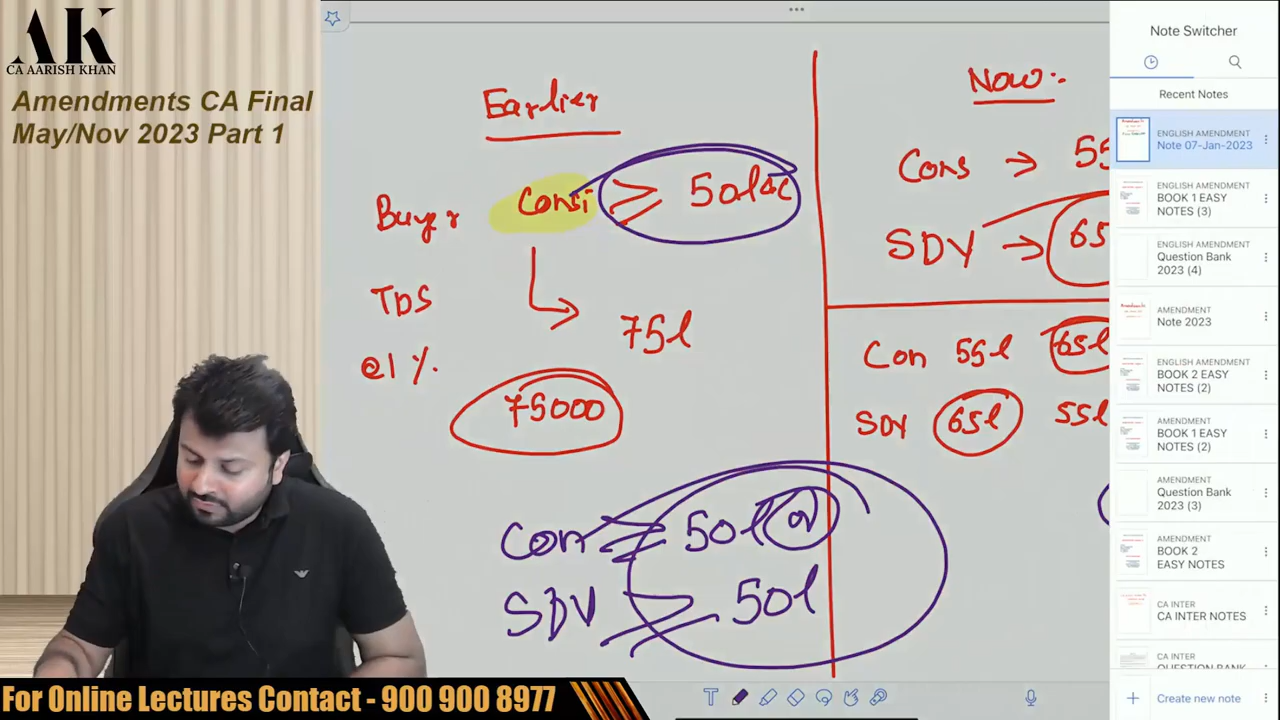 AK
CA AARISH KHAN
Amendments CA Final
May/Nov 2023 Part 1
Earlier
Buyer Consi ≥ 50lac
TDS
@1%.
75l
75000
Con ≥ 50l or
SDV ≥ 50l
Now:-
Cons → 55
SDV → 65
Con 55l 65l
SDV 65l 55l
Note Switcher
Recent Notes
ENGLISH AMENDMENT
Note 07-Jan-2023
ENGLISH AMENDMENT
BOOK 1 EASY
NOTES (3)
ENGLISH AMENDMENT
Question Bank
2023 (4)
AMENDMENT
Note 2023
ENGLISH AMENDMENT
BOOK 2 EASY
NOTES (2)
AMENDMENT
BOOK 1 EASY
NOTES (2)
AMENDMENT
Question Bank
2023 (3)
AMENDMENT
BOOK 2
EASY NOTES
CA INTER
CA INTER NOTES
CA INTER
QUESTION BANK
Create new note
For Online Lectures Contact - 900 900 8977